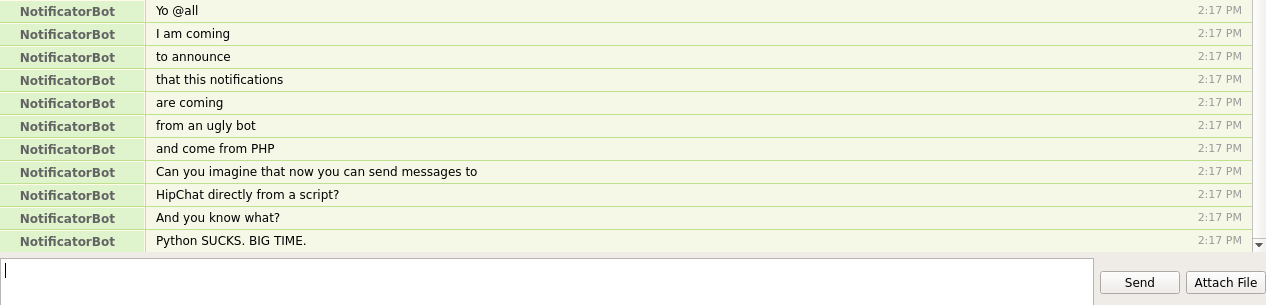 NotificatorBot Yo @all 2:17 PM
NotificatorBot I am coming 2:17 PM
NotificatorBot to announce 2:17 PM
NotificatorBot that this notifications 2:17 PM
NotificatorBot are coming 2:17 PM
NotificatorBot from an ugly bot 2:17 PM
NotificatorBot and come from PHP 2:17 PM
NotificatorBot Can you imagine that now you can send messages to 2:17 PM
NotificatorBot HipChat directly from a script? 2:17 PM
NotificatorBot And you know what? 2:17 PM
NotificatorBot Python SUCKS. BIG TIME. 2:17 PM
Send Attach File